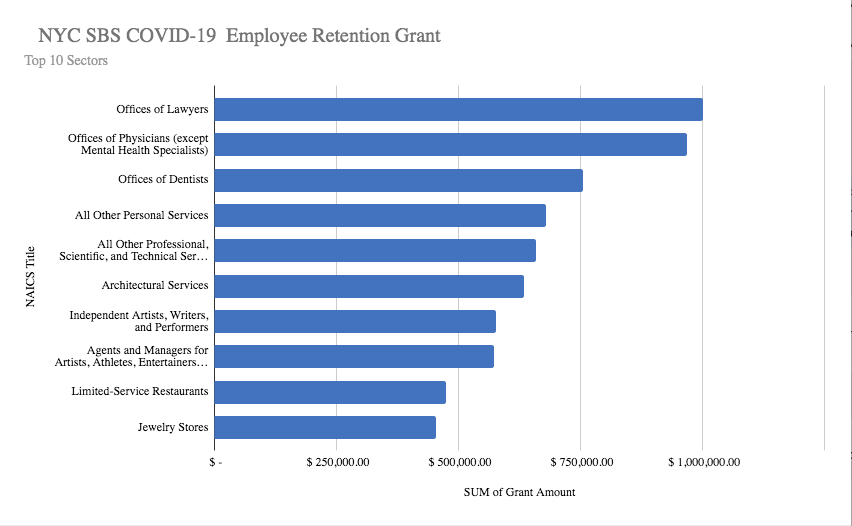 NYC SBS COVID-19  Employee Retention Grant
Top 10 Sectors
NAICS Title
Offices of Lawyers
Offices of Physicians (except
Mental Health Specialists)
Offices of Dentists
All Other Personal Services
All Other Professional,
Scientific, and Technical Ser…
Architectural Services
Independent Artists, Writers,
and Performers
Agents and Managers for
Artists, Athletes, Entertainers…
Limited-Service Restaurants
Jewelry Stores
$ - $ 250,000.00 $ 500,000.00 $ 750,000.00 $ 1,000,000.00
SUM of Grant Amount